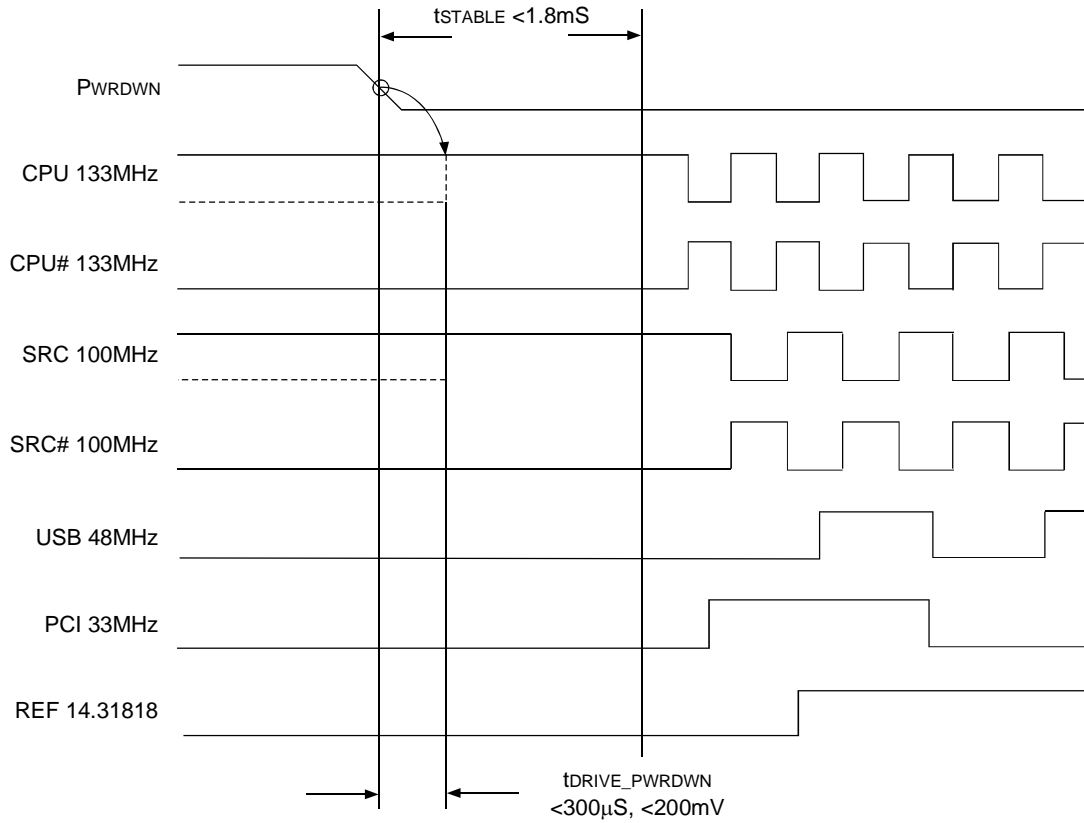 tSTABLE <1.8mS
PWRDWN
CPU 133MHz
CPU# 133MHz
SRC 100MHz
SRC# 100MHz
USB 48MHz
PCI 33MHz
REF 14.31818
tDRIVE_PWRDWN
<300μS, <200mV